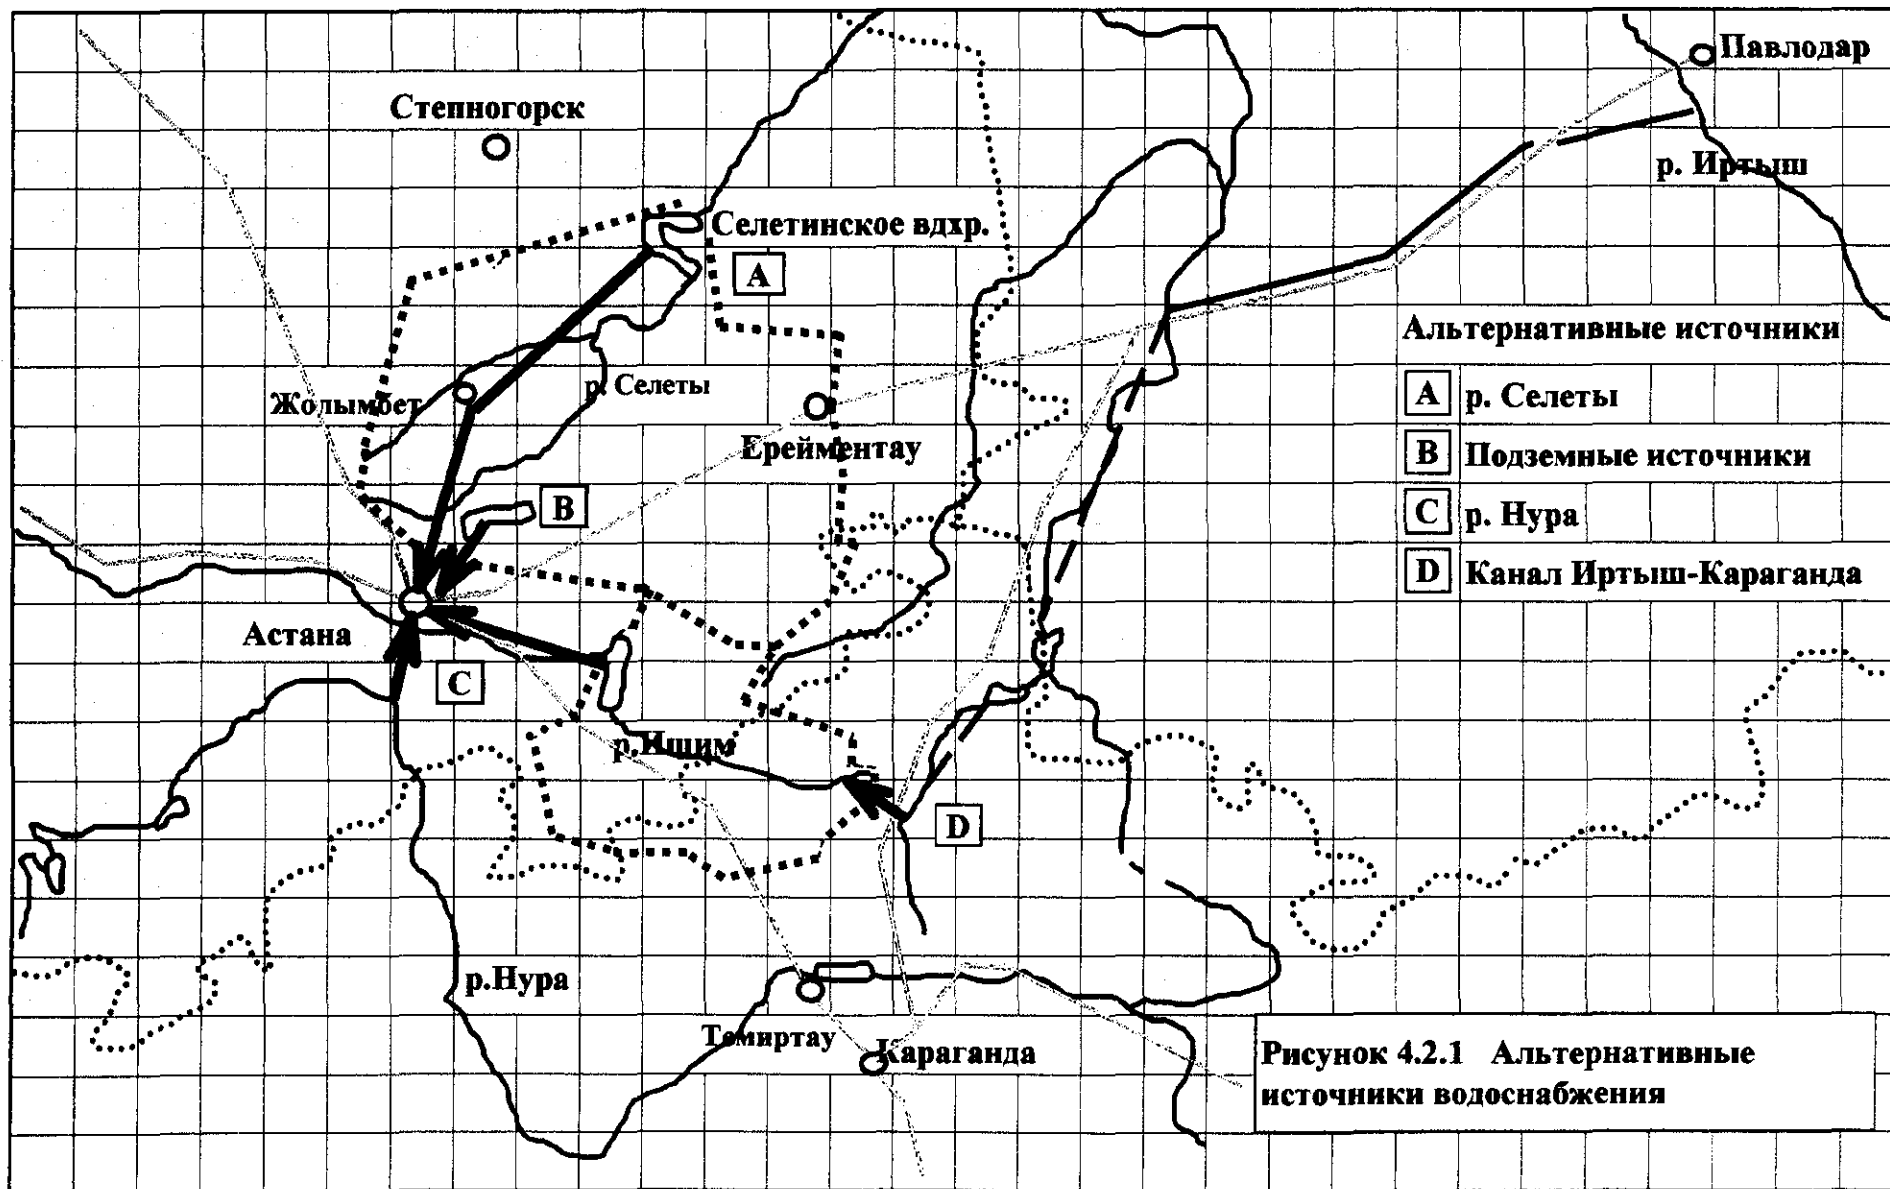 Павлодар
Степногорск
р. Иртыш
Селетинское вдхр.
A
Альтернативные источники
A р. Селеты
B Подземные источники
C р. Нура
D Канал Иртыш-Караганда
р. Селеты
Жолымбет
Ерейментау
B
Астана
C
р.Ишим
D
р.Нура
Темиртау
Караганда
Рисунок 4.2.1 Альтернативные
источники водоснабжения